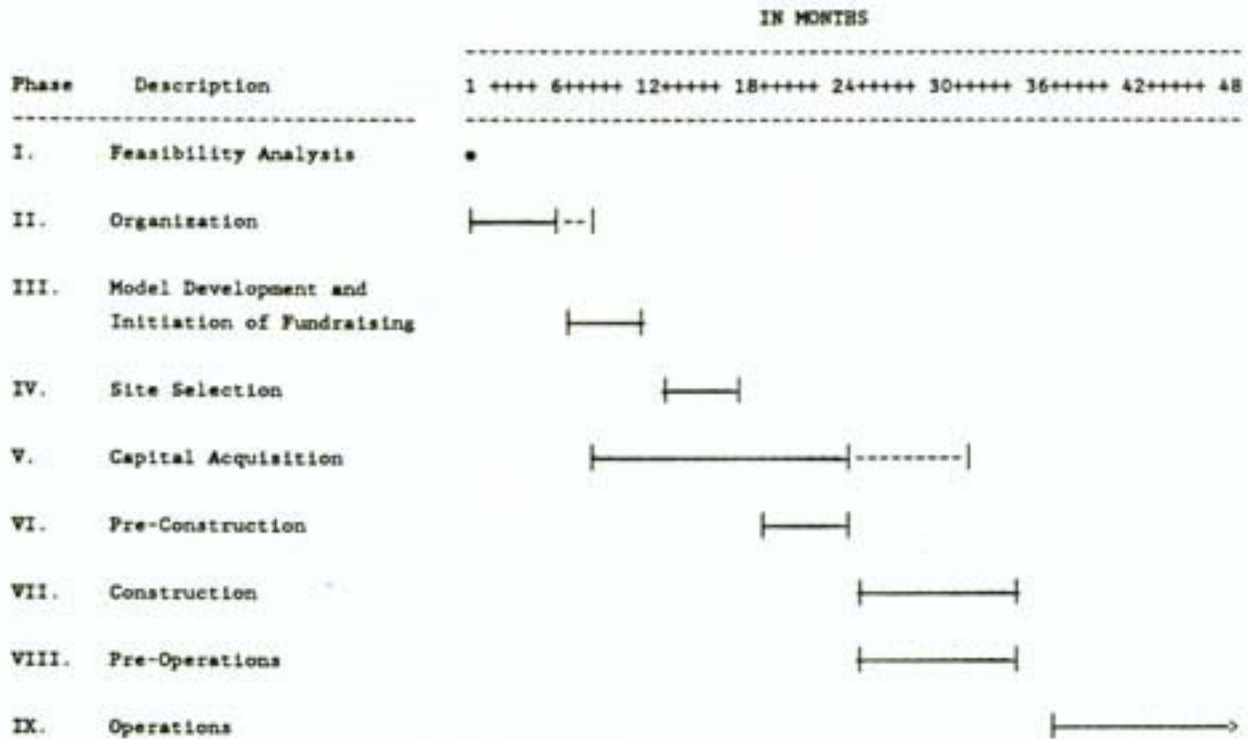 IN MONTHS
Phase Description 1 ++++ 6+++++ 12+++++ 18+++++ 24+++++ 30+++++ 36+++++ 42+++++ 48
I. Feasibility Analysis
II. Organization
III. Model Development and
Initiation of Fundraising
IV. Site Selection
V. Capital Acquisition
VI. Pre-Construction
VII. Construction
VIII. Pre-Operations
IX. Operations